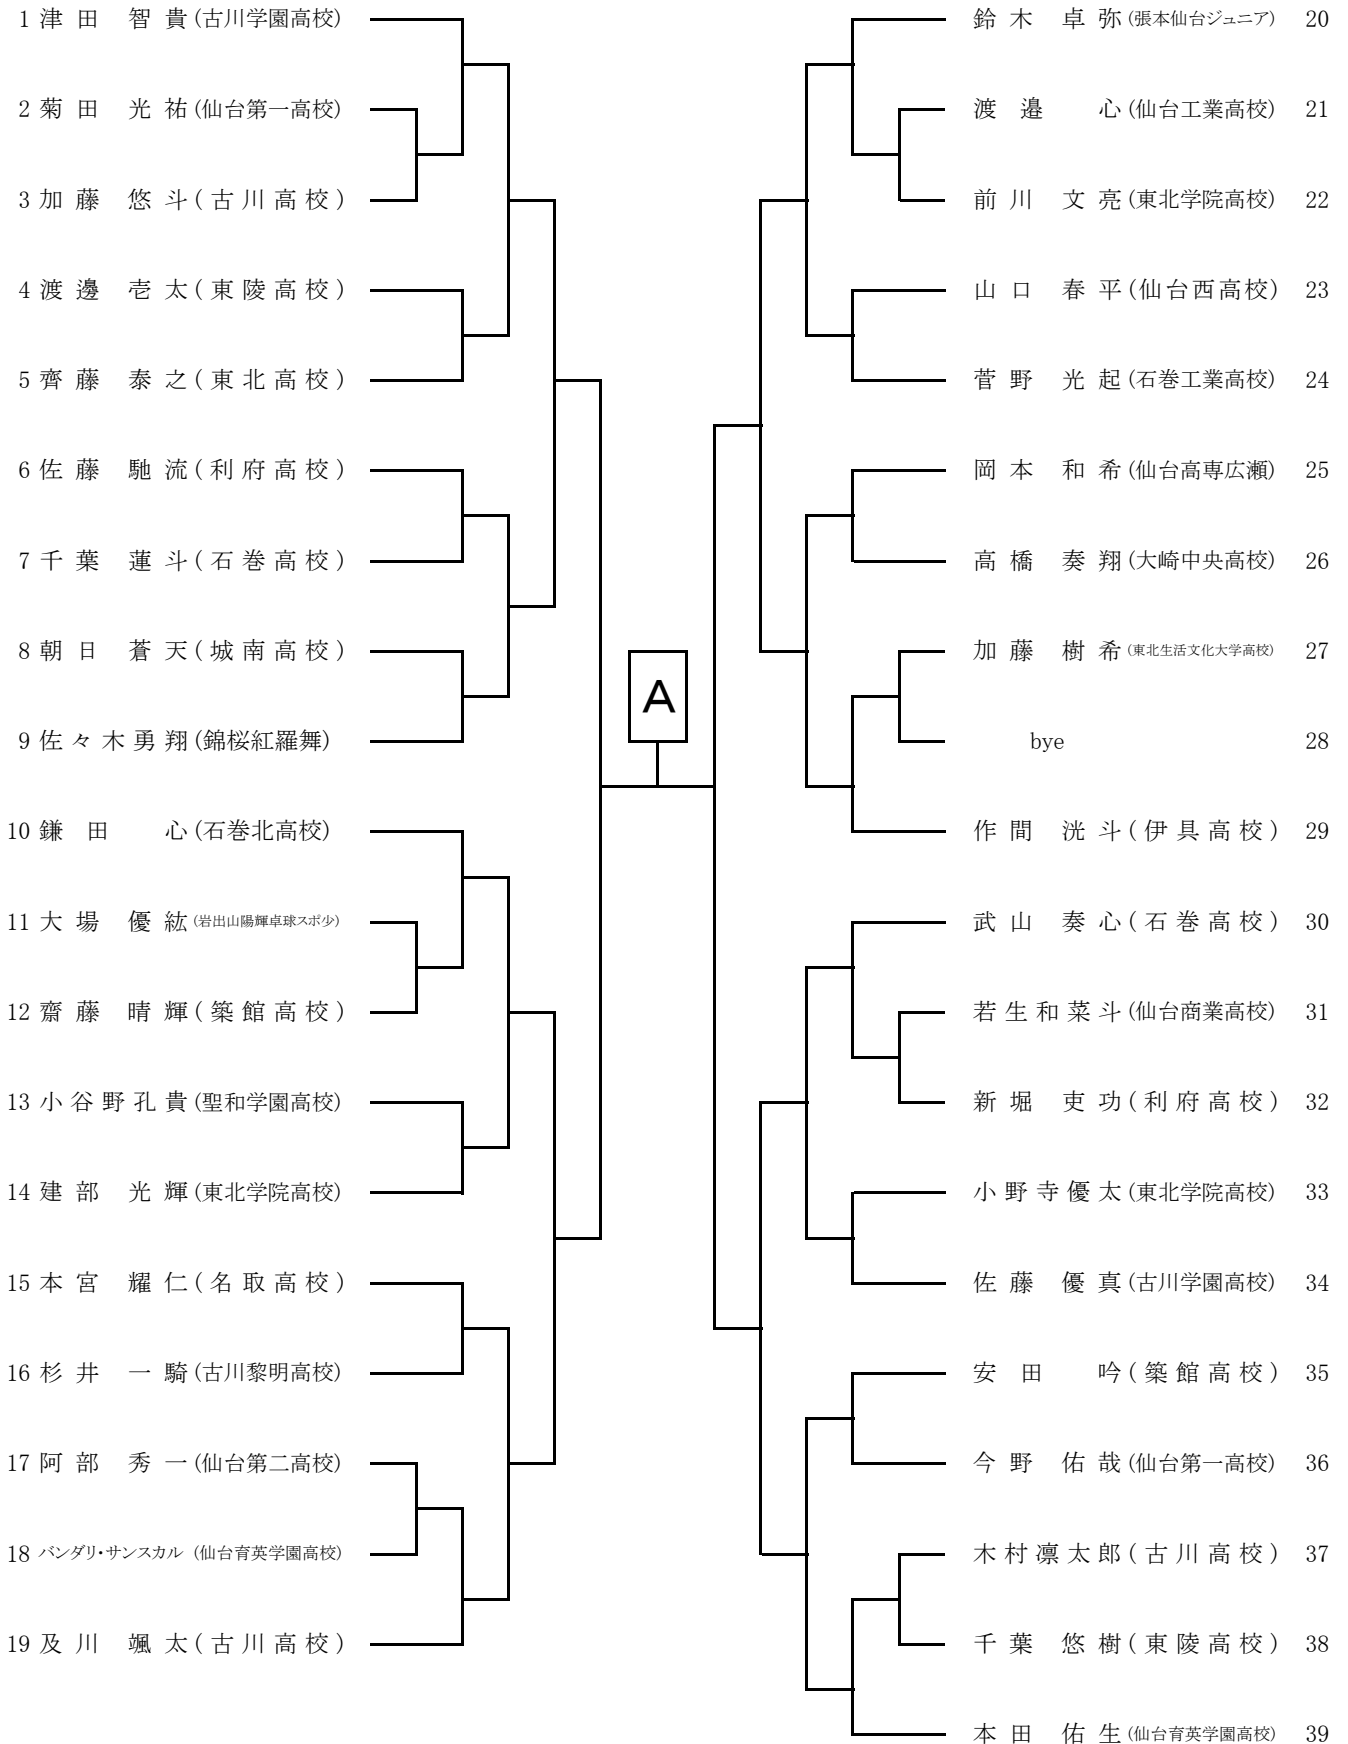 1 津田 智貴 (古川学園高校)
2 菊田 光祐 (仙台第一高校)
3 加藤 悠斗 (古川高校)
4 渡邊 壱太 (東陵高校)
5 齊藤 泰之 (東北高校)
6 佐藤 馳流 (利府高校)
7 千葉 蓮斗 (石巻高校)
8 朝日 蒼天 (城南高校)
9 佐々木勇翔 (錦桜紅羅舞)
10 鎌田 心 (石巻北高校)
11 大場 優紘 (岩出山陽輝卓球スポ少)
12 齋藤 晴輝 (築館高校)
13 小谷野孔貴 (聖和学園高校)
14 建部 光輝 (東北学院高校)
15 本宮 耀仁 (名取高校)
16 杉井 一騎 (古川黎明高校)
17 阿部 秀一 (仙台第二高校)
18 バンダリ・サンスカル (仙台育英学園高校)
19 及川 颯太 (古川高校)
A
鈴木 卓弥 (張本仙台ジュニア) 20
渡邉 心 (仙台工業高校) 21
前川 文亮 (東北学院高校) 22
山口 春平 (仙台西高校) 23
菅野 光起 (石巻工業高校) 24
岡本 和希 (仙台高専広瀬) 25
高橋 奏翔 (大崎中央高校) 26
加藤 樹希 (東北生活文化大学高校) 27
bye 28
作間 洸斗 (伊具高校) 29
武山 奏心 (石巻高校) 30
若生和菜斗 (仙台商業高校) 31
新堀 吏功 (利府高校) 32
小野寺優太 (東北学院高校) 33
佐藤 優真 (古川学園高校) 34
安田 吟 (築館高校) 35
今野 佑哉 (仙台第一高校) 36
木村凛太郎 (古川高校) 37
千葉 悠樹 (東陵高校) 38
本田 佑生 (仙台育英学園高校) 39